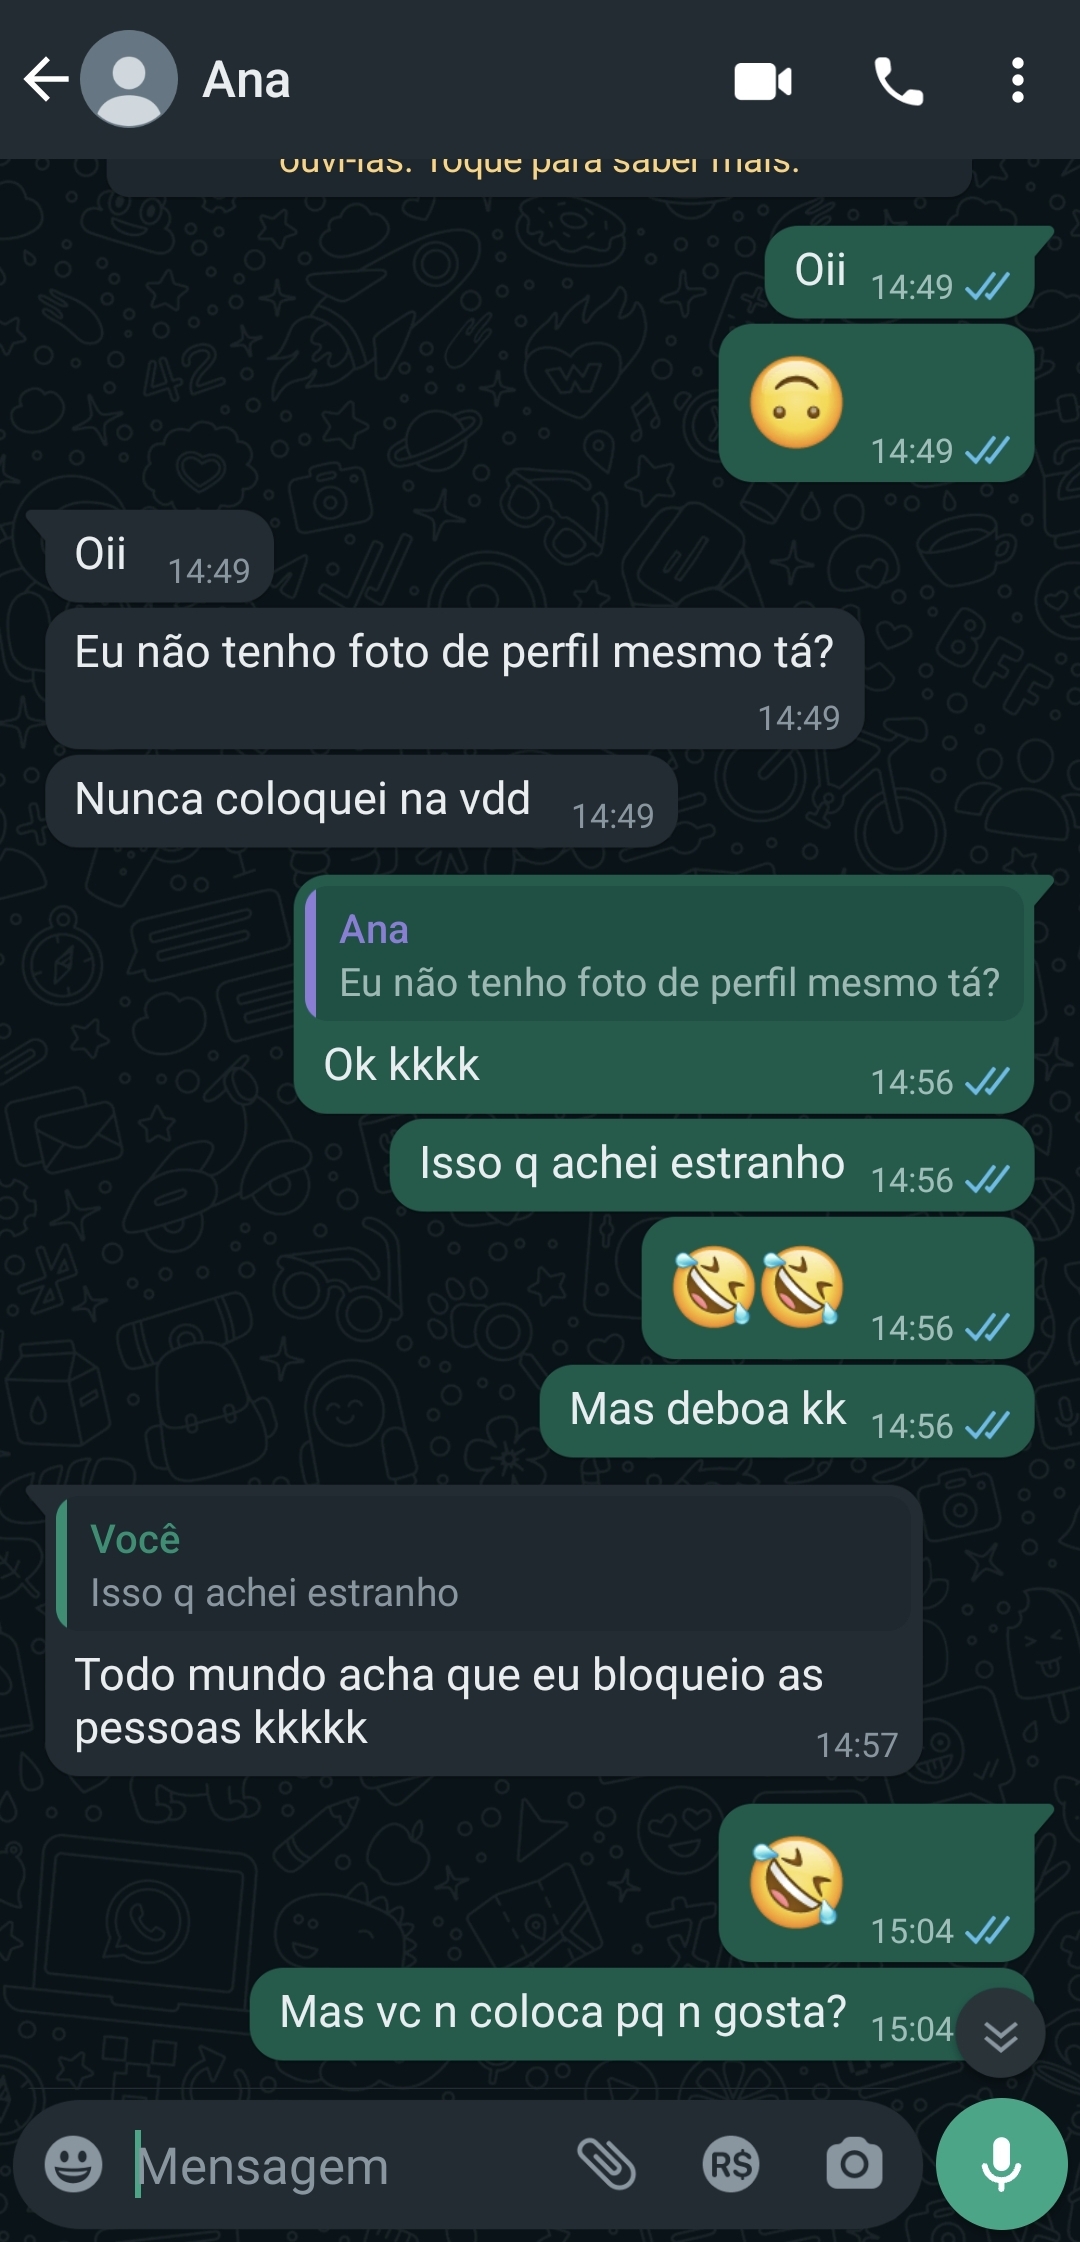 Ana
ouvi-las. Toque para saber mais.
Oii 14:49
🙃 14:49
Oii 14:49
Eu não tenho foto de perfil mesmo tá?
14:49
Nunca coloquei na vdd 14:49
Ana
Eu não tenho foto de perfil mesmo tá?
Ok kkkk 14:56
Isso q achei estranho 14:56
🤣🤣 14:56
Mas deboa kk 14:56
Você
Isso q achei estranho
Todo mundo acha que eu bloqueio as
pessoas kkkkk 14:57
🤣 15:04
Mas vc n coloca pq n gosta? 15:04
Mensagem R$